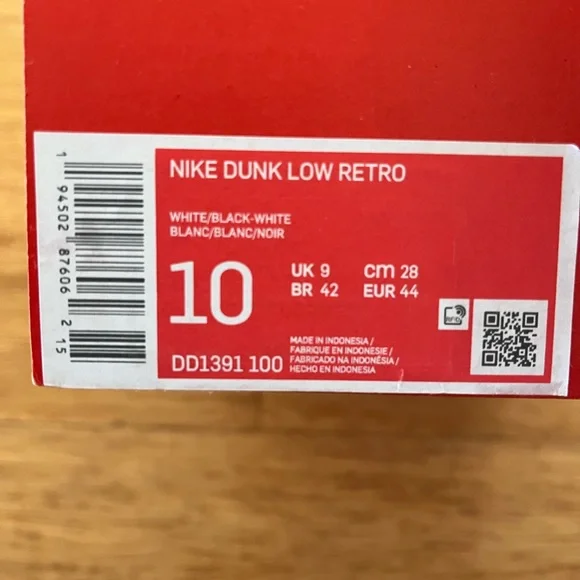 NIKE DUNK LOW RETRO
WHITE/BLACK-WHITE
BLANC/BLANC/NOIR
10
UK 9 CM 28
BR 42 EUR 44
DD1391 100
MADE IN INDONESIA /
FABRIQUE EN INDONESIE/
FABRICADO NA INDONÉSIA/
HECHO EN INDONESIA
RFID
1 94502 87606 2 15